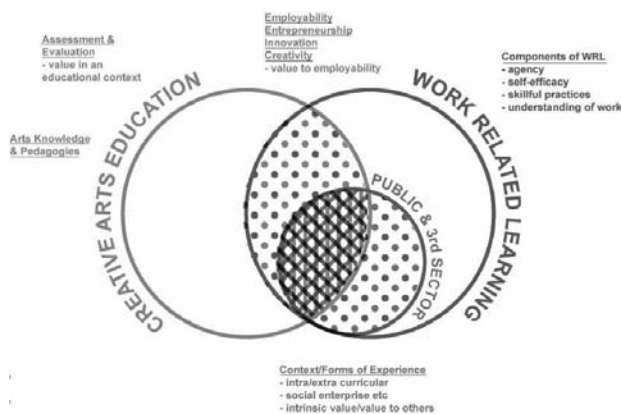 Assessment &
Evaluation
- value in an
educational context
Employability
Entrepreneurship
Innovation
Creativity
- value to employability
Components of WRL
- agency
- self-efficacy
- skillful practices
- understanding of work
Arts Knowledge
& Pedagogies
CREATIVE ARTS EDUCATION
WORK RELATED LEARNING
PUBLIC & 3rd SECTOR
Context/Forms of Experience
- intra/extra curricular
- social enterprise etc
- intrinsic value/value to others